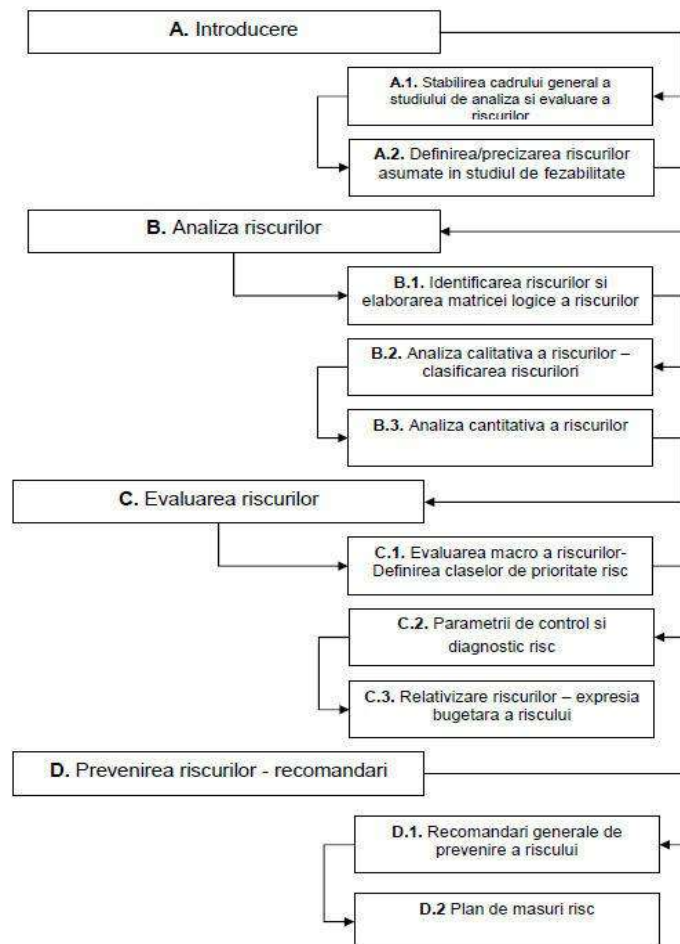 A. Introducere
A.1. Stabilirea cadrului general a
studiului de analiza si evaluare a
riscurilor
A.2. Definirea/precizarea riscurilor
asumate in studiul de fezabilitate
B. Analiza riscurilor
B.1. Identificarea riscurilor si
elaborarea matricei logice a riscurilor
B.2. Analiza calitativa a riscurilor –
clasificarea riscurilori
B.3. Analiza cantitativa a riscurilor
C. Evaluarea riscurilor
C.1. Evaluarea macro a riscurilor-
Definirea claselor de prioritate risc
C.2. Parametrii de control si
diagnostic risc
C.3. Relativizare riscurilor – expresia
bugetara a riscului
D. Prevenirea riscurilor - recomandari
D.1. Recomandari generale de
prevenire a riscului
D.2 Plan de masuri risc